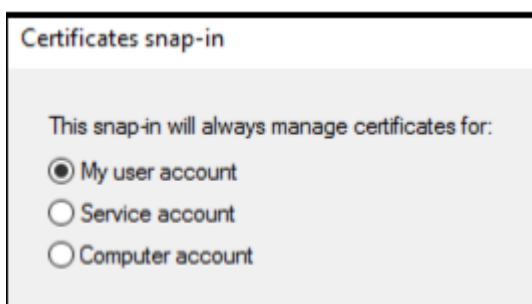 Certificates snap-in
This snap-in will always manage certificates for:
My user account
Service account
Computer account